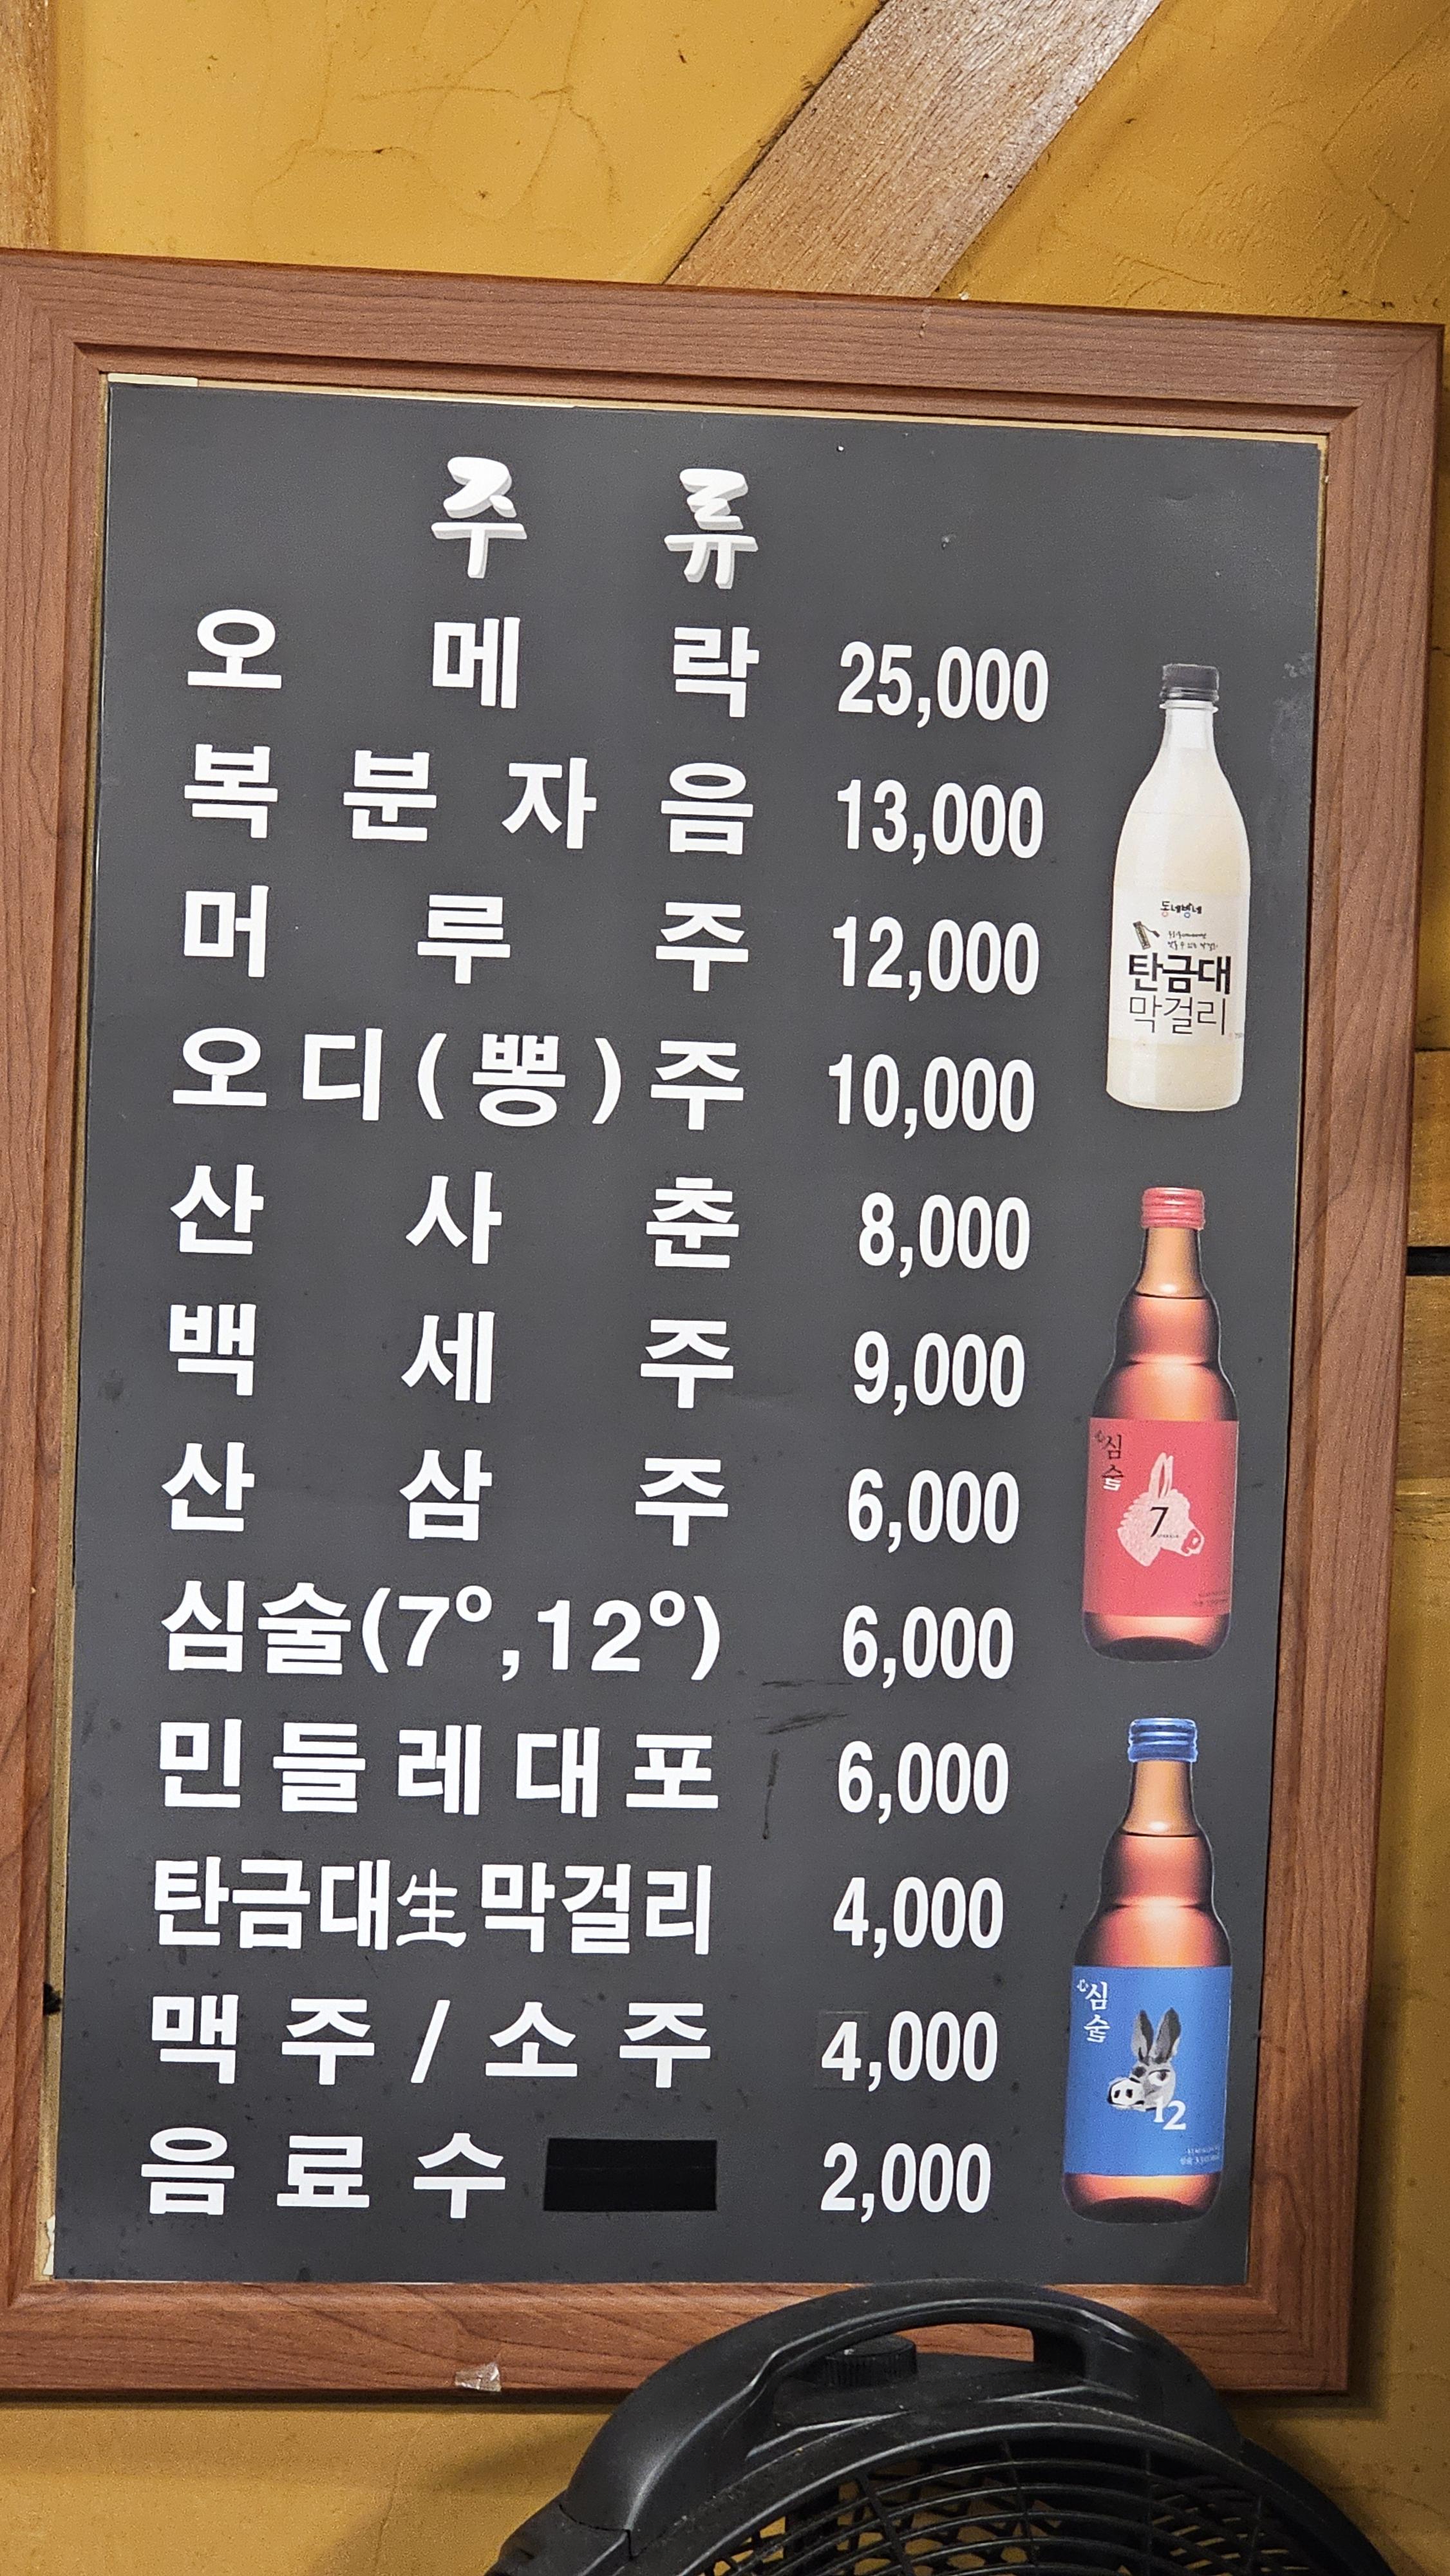 주 류
오 메 락 25,000
복 분 자 음 13,000
머 루 주 12,000
오 디 ( 뽕 ) 주 10,000
산 사 춘 8,000
백 세 주 9,000
산 삼 주 6,000
심술(7°,12°) 6,000
민 들 레 대 포 6,000
탄금대生막걸리 4,000
맥 주 / 소 주 4,000
음 료 수 2,000
동네방네
탄금대
막걸리
심술
7
심술
12